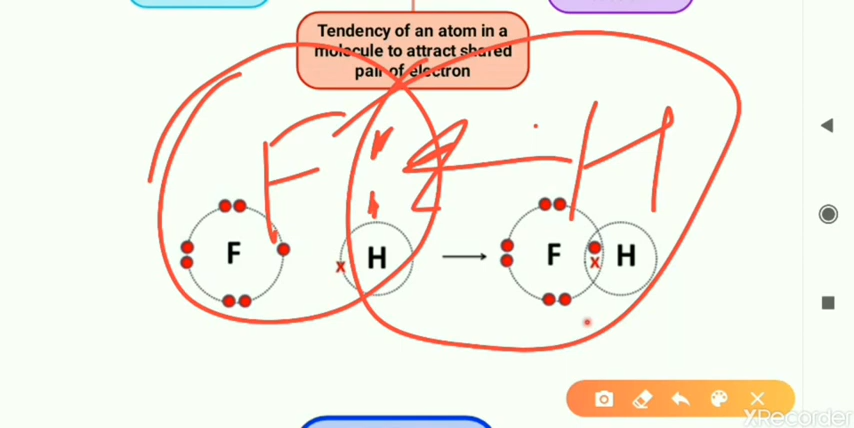 Tendency of an atom in a
molecule to attract shared
pair of electron
F : H
F
x
H
F
x
H
XRecorder